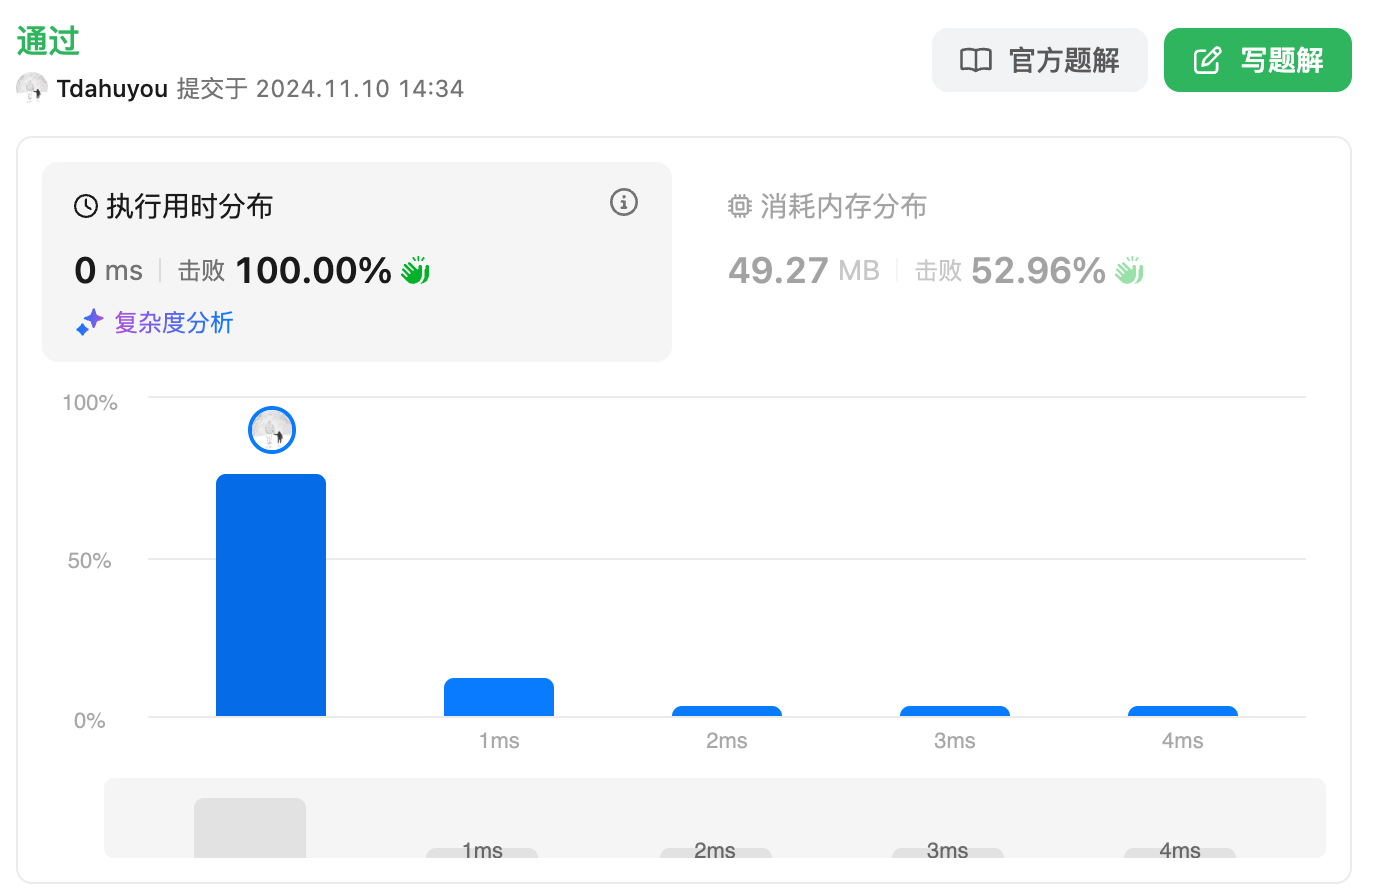 通过
Tdahuyou 提交于 2024.11.10 14:34
官方题解
写题解
执行用时分布
0 ms 击败 100.00%
复杂度分析
消耗内存分布
49.27 MB 击败 52.96%
100%
50%
0%
1ms 2ms 3ms 4ms
1ms 2ms 3ms 4ms